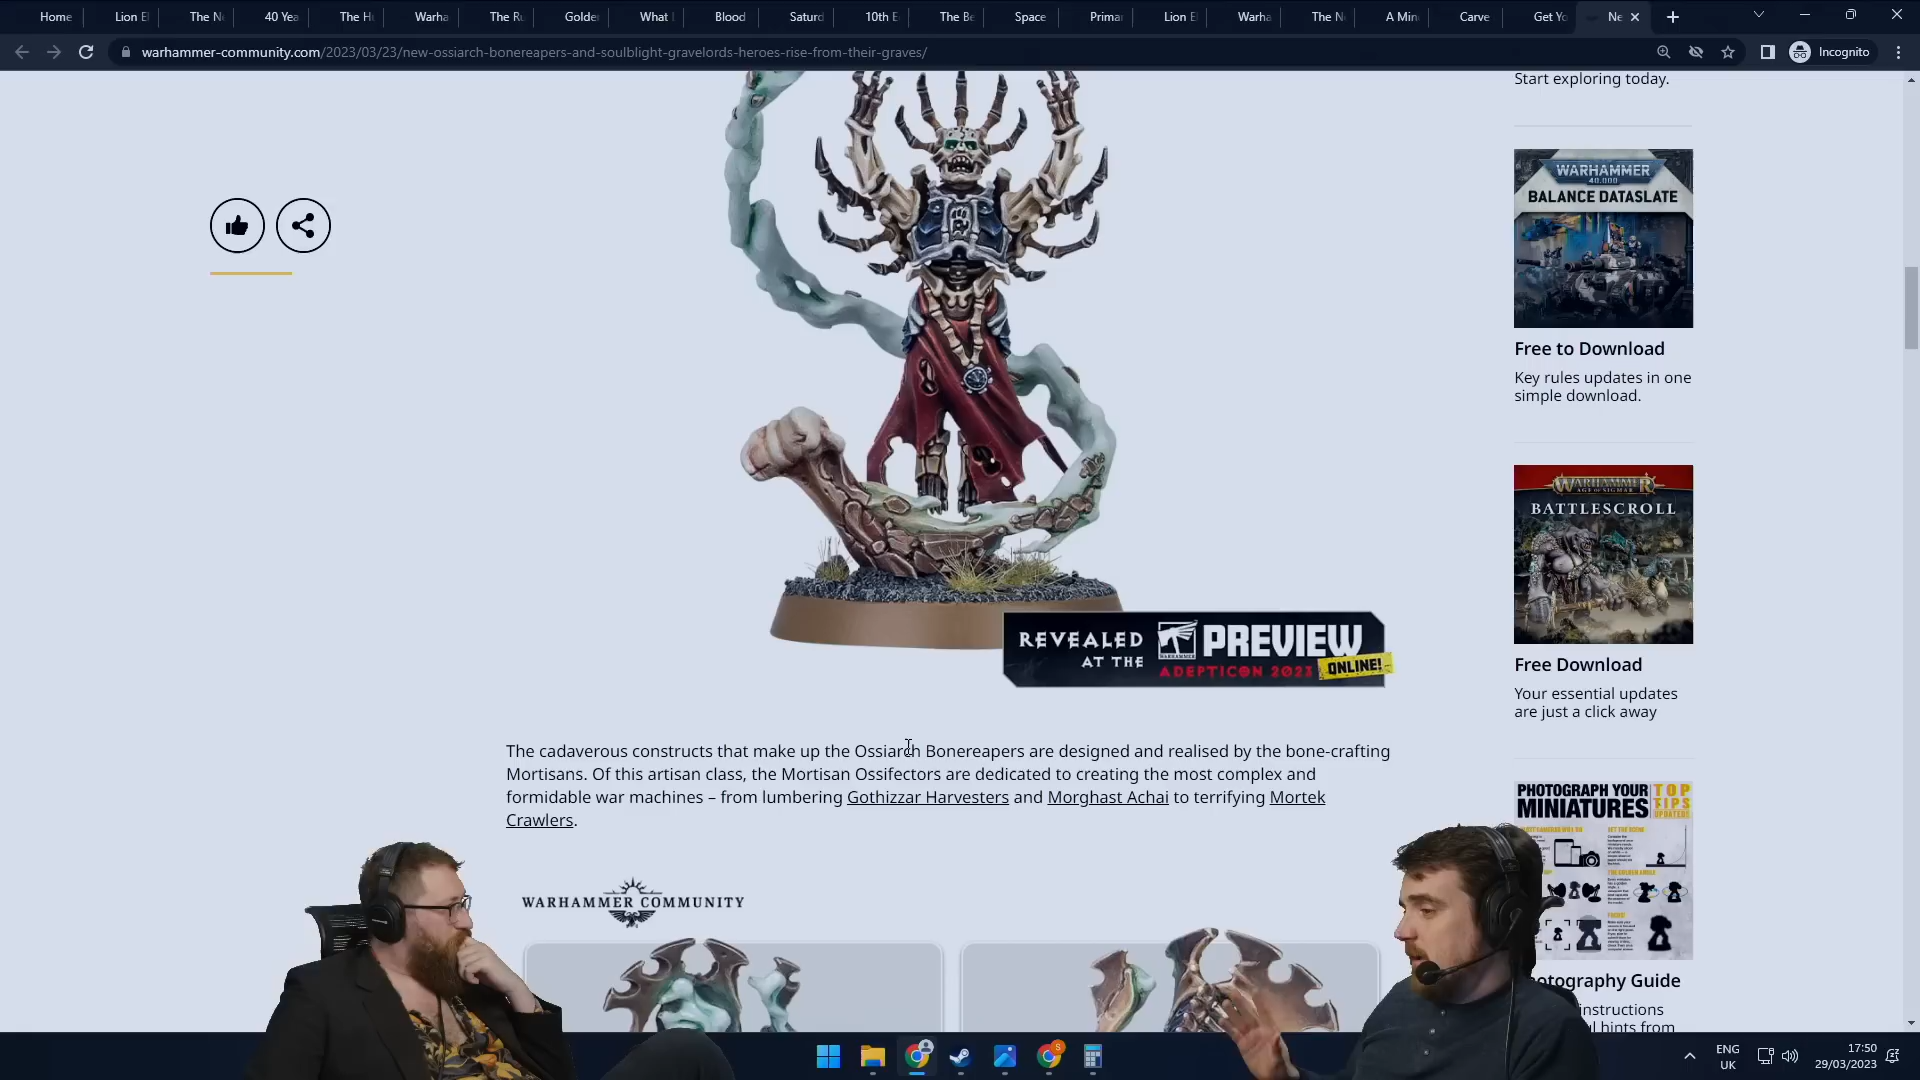 Home
Lion El
The N
40 Yea
The H
Warha
The Ru
Golde
What I
Blood
Saturd
10th E
The Be
Space
Primar
Lion El
Warha
The N
A Mini
Carve
Get Yo
Ne
warhammer-community.com/2023/03/23/new-ossiarch-bonereapers-and-soulblight-gravelords-heroes-rise-from-their-graves/
Incognito
Start exploring today.
WARHAMMER
40,000
BALANCE DATASLATE
Free to Download
Key rules updates in one
simple download.
WARHAMMER
AGE OF SIGMAR
BATTLESCROLL
Free Download
Your essential updates
are just a click away
REVEALED
AT THE
PREVIEW
ADEPTICON 2023
ONLINE!
The cadaverous constructs that make up the Ossiarch Bonereapers are designed and realised by the bone-crafting
Mortisans. Of this artisan class, the Mortisan Ossifectors are dedicated to creating the most complex and
formidable war machines – from lumbering Gothizzar Harvesters and Morghast Achai to terrifying Mortek
Crawlers.
WARHAMMER COMMUNITY
PHOTOGRAPH YOUR
MINIATURES
TOP
TIPS
otography Guide
instructions
hints from
ENG
UK
17:50
29/03/2023